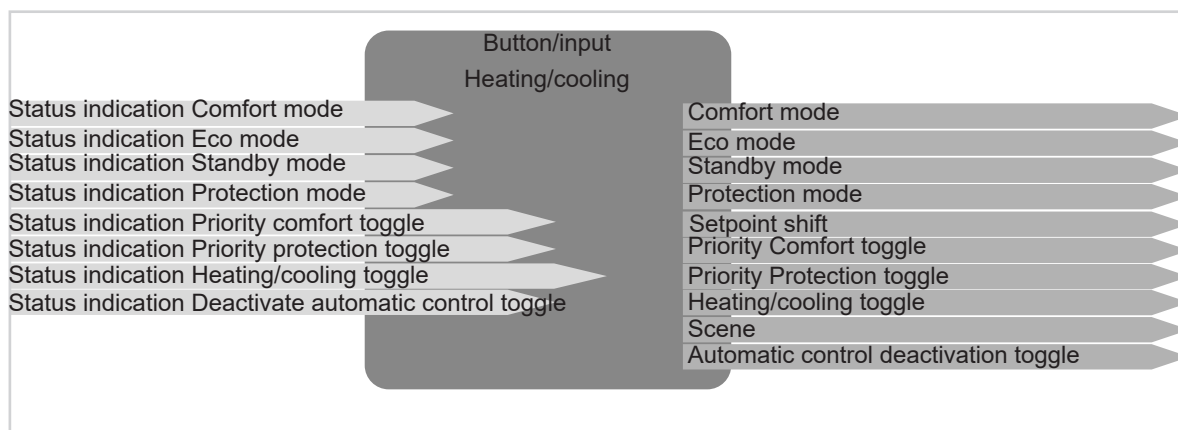 Button/input
Heating/cooling
Status indication Comfort mode
Status indication Eco mode
Status indication Standby mode
Status indication Protection mode
Status indication Priority comfort toggle
Status indication Priority protection toggle
Status indication Heating/cooling toggle
Status indication Deactivate automatic control toggle
Comfort mode
Eco mode
Standby mode
Protection mode
Setpoint shift
Priority Comfort toggle
Priority Protection toggle
Heating/cooling toggle
Scene
Automatic control deactivation toggle